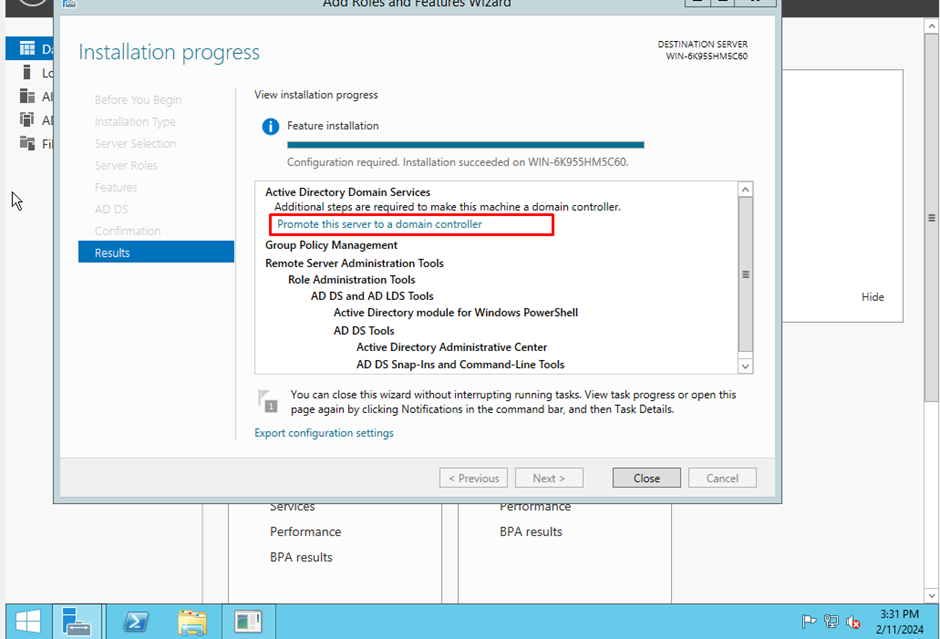 Add Roles and Features Wizard
Installation progress
DESTINATION SERVER
WIN-6K955HM5C60
Before You Begin
Installation Type
Server Selection
Server Roles
Features
AD DS
Confirmation
Results
View installation progress
Feature installation
Configuration required. Installation succeeded on WIN-6K955HM5C60.
Active Directory Domain Services
Additional steps are required to make this machine a domain controller.
Promote this server to a domain controller
Group Policy Management
Remote Server Administration Tools
Role Administration Tools
AD DS and AD LDS Tools
Active Directory module for Windows PowerShell
AD DS Tools
Active Directory Administrative Center
AD DS Snap-Ins and Command-Line Tools
1
You can close this wizard without interrupting running tasks. View task progress or open this
page again by clicking Notifications in the command bar, and then Task Details.
Export configuration settings
< Previous
Next >
Close
Cancel
Hide
Services
Performance
BPA results
Performance
BPA results
3:31 PM
2/11/2024